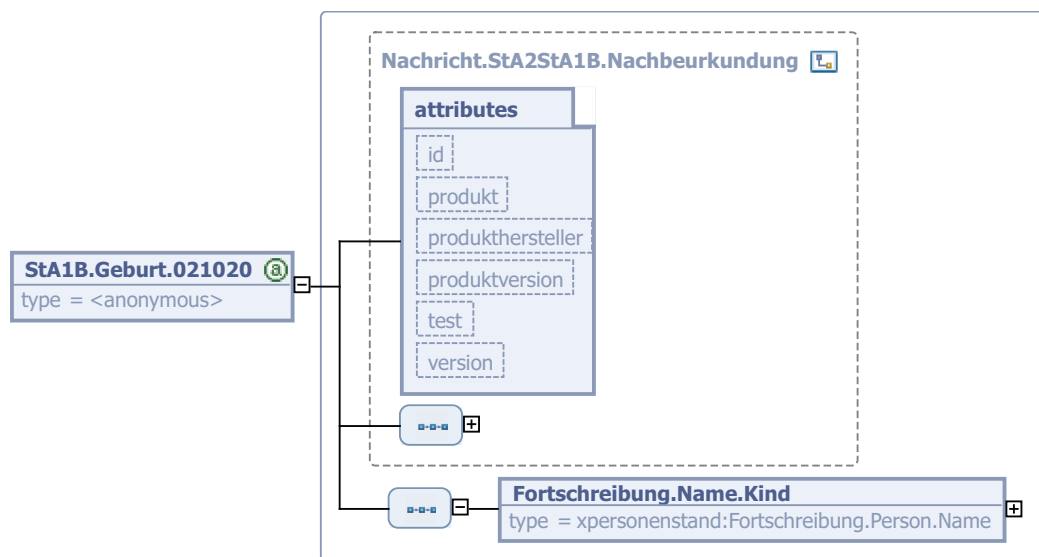 Nachricht.StA2StA1B.Nachbeurkundung
attributes
id
produkt
produkthersteller
produktversion
test
version
StA1B.Geburt.021020
type = <anonymous>
Fortschreibung.Name.Kind
type = xpersonenstand:Fortschreibung.Person.Name